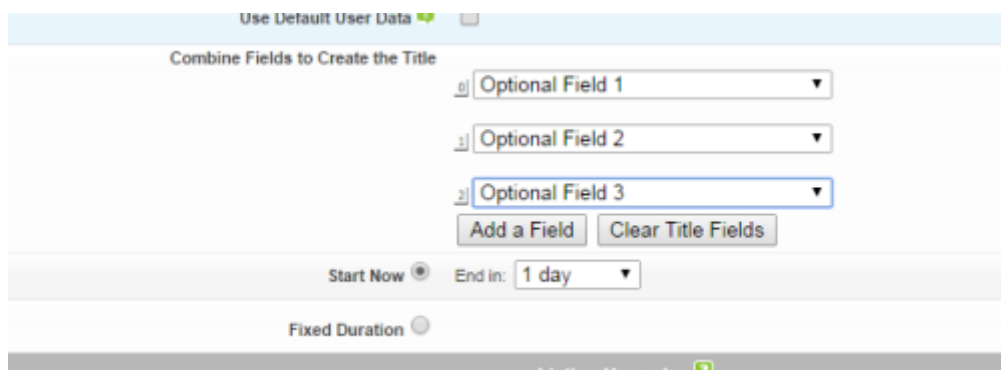 Use Default User Data
Combine Fields to Create the Title
0| Optional Field 1
1| Optional Field 2
2| Optional Field 3
Add a Field Clear Title Fields
Start Now End in: 1 day
Fixed Duration